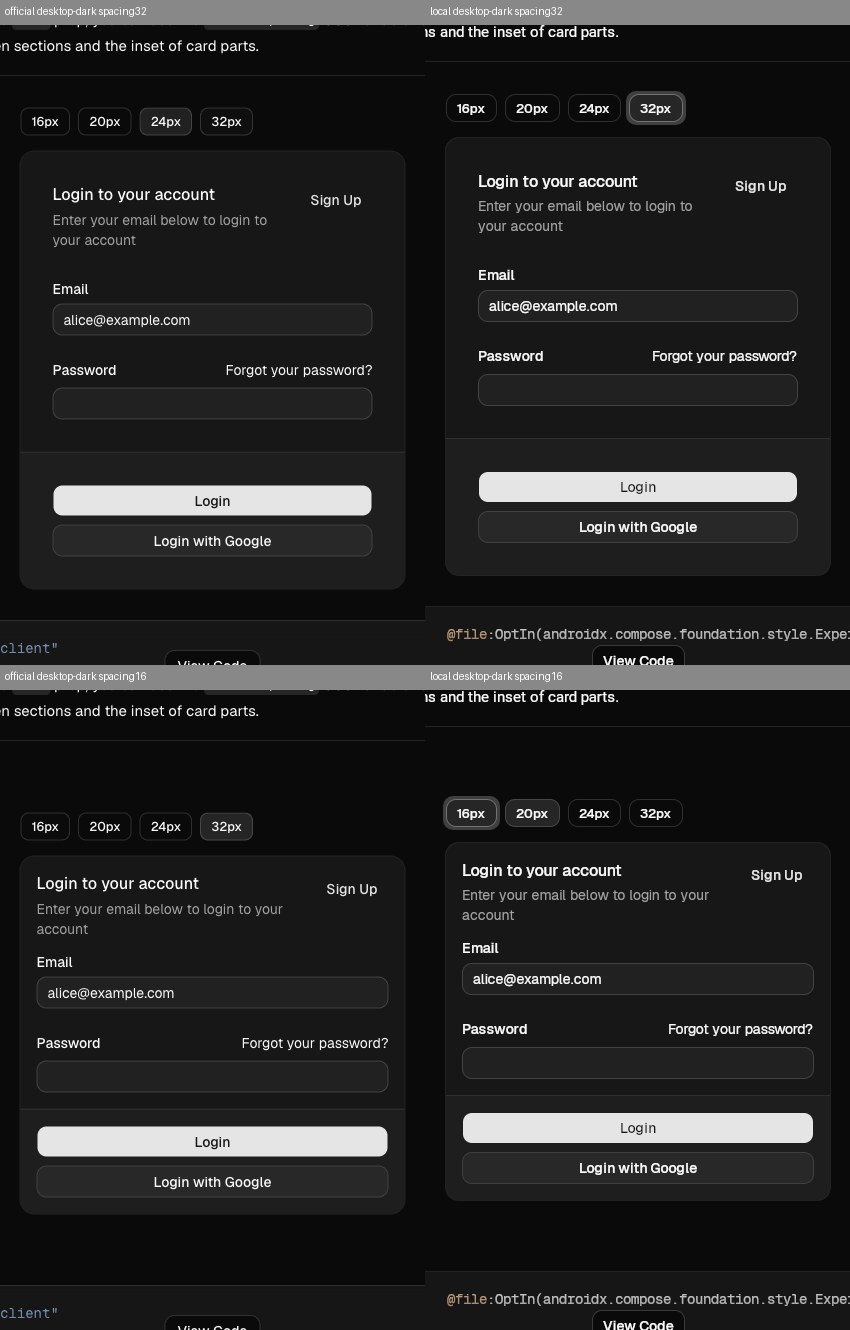 official desktop-dark spacing32
en sections and the inset of card parts.
16px 20px 24px 32px
Login to your account
Sign Up
Enter your email below to login to
your account
Email
alice@example.com
Password
Forgot your password?
Login
Login with Google
client"
View Code
local desktop-dark spacing32
ns and the inset of card parts.
16px 20px 24px 32px
Login to your account
Sign Up
Enter your email below to login to
your account
Email
alice@example.com
Password
Forgot your password?
Login
Login with Google
@file:OptIn(androidx.compose.foundation.style.Expe
View Code
official desktop-dark spacing16
en sections and the inset of card parts.
16px 20px 24px 32px
Login to your account
Sign Up
Enter your email below to login to your
account
Email
alice@example.com
Password
Forgot your password?
Login
Login with Google
client"
View Code
local desktop-dark spacing16
ns and the inset of card parts.
16px 20px 24px 32px
Login to your account
Sign Up
Enter your email below to login to your
account
Email
alice@example.com
Password
Forgot your password?
Login
Login with Google
@file:OptIn(androidx.compose.foundation.style.Expe
View Code